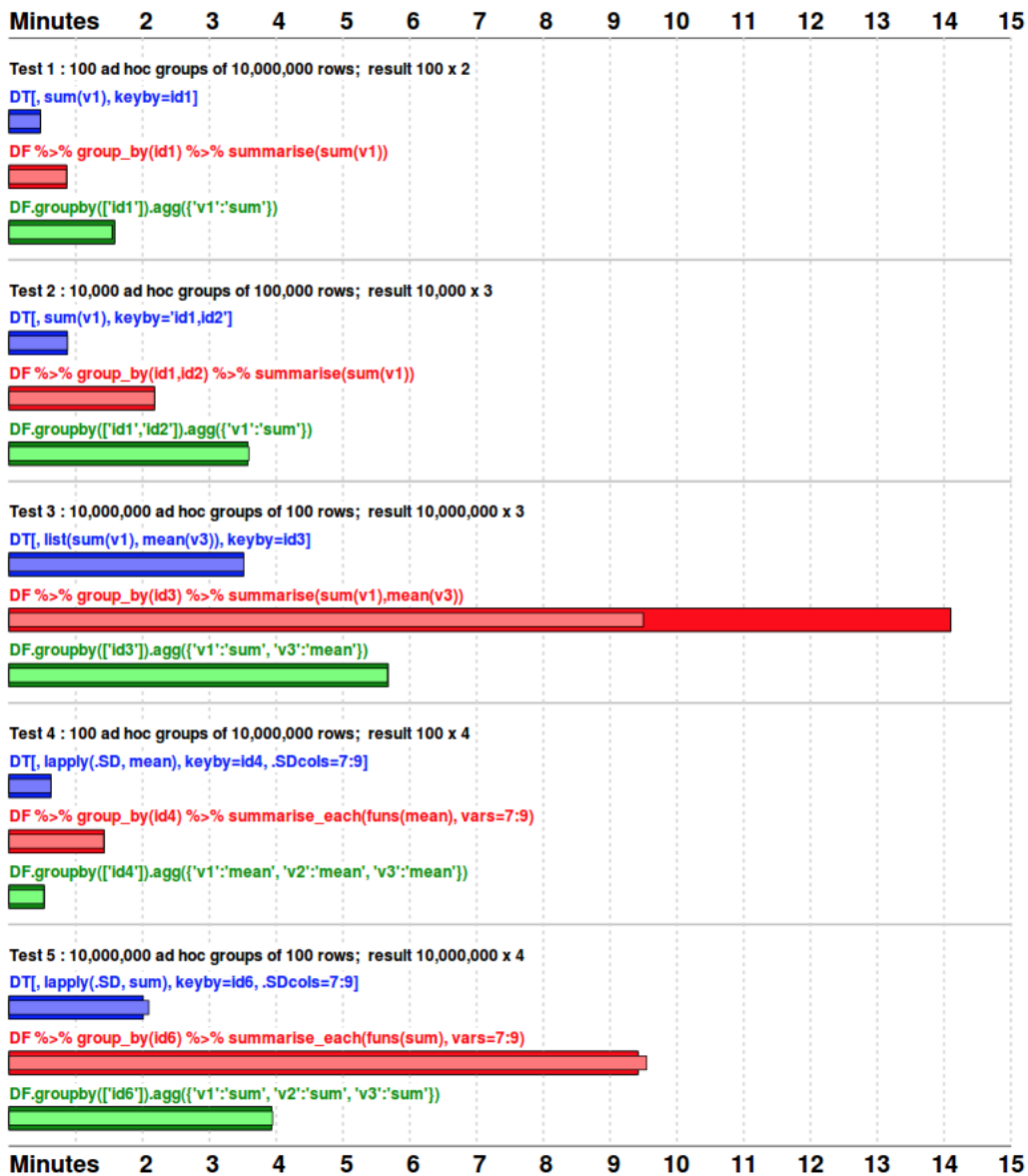 Minutes 2 3 4 5 6 7 8 9 10 11 12 13 14 15
Test 1 : 100 ad hoc groups of 10,000,000 rows;  result 100 x 2
DT[, sum(v1), keyby=id1]
DF %>% group_by(id1) %>% summarise(sum(v1))
DF.groupby(['id1']).agg({'v1':'sum'})
Test 2 : 10,000 ad hoc groups of 100,000 rows;  result 10,000 x 3
DT[, sum(v1), keyby='id1,id2']
DF %>% group_by(id1,id2) %>% summarise(sum(v1))
DF.groupby(['id1','id2']).agg({'v1':'sum'})
Test 3 : 10,000,000 ad hoc groups of 100 rows;  result 10,000,000 x 3
DT[, list(sum(v1), mean(v3)), keyby=id3]
DF %>% group_by(id3) %>% summarise(sum(v1),mean(v3))
DF.groupby(['id3']).agg({'v1':'sum', 'v3':'mean'})
Test 4 : 100 ad hoc groups of 10,000,000 rows;  result 100 x 4
DT[, lapply(.SD, mean), keyby=id4, .SDcols=7:9]
DF %>% group_by(id4) %>% summarise_each(funs(mean), vars=7:9)
DF.groupby(['id4']).agg({'v1':'mean', 'v2':'mean', 'v3':'mean'})
Test 5 : 10,000,000 ad hoc groups of 100 rows;  result 10,000,000 x 4
DT[, lapply(.SD, sum), keyby=id6, .SDcols=7:9]
DF %>% group_by(id6) %>% summarise_each(funs(sum), vars=7:9)
DF.groupby(['id6']).agg({'v1':'sum', 'v2':'sum', 'v3':'sum'})
Minutes 2 3 4 5 6 7 8 9 10 11 12 13 14 15